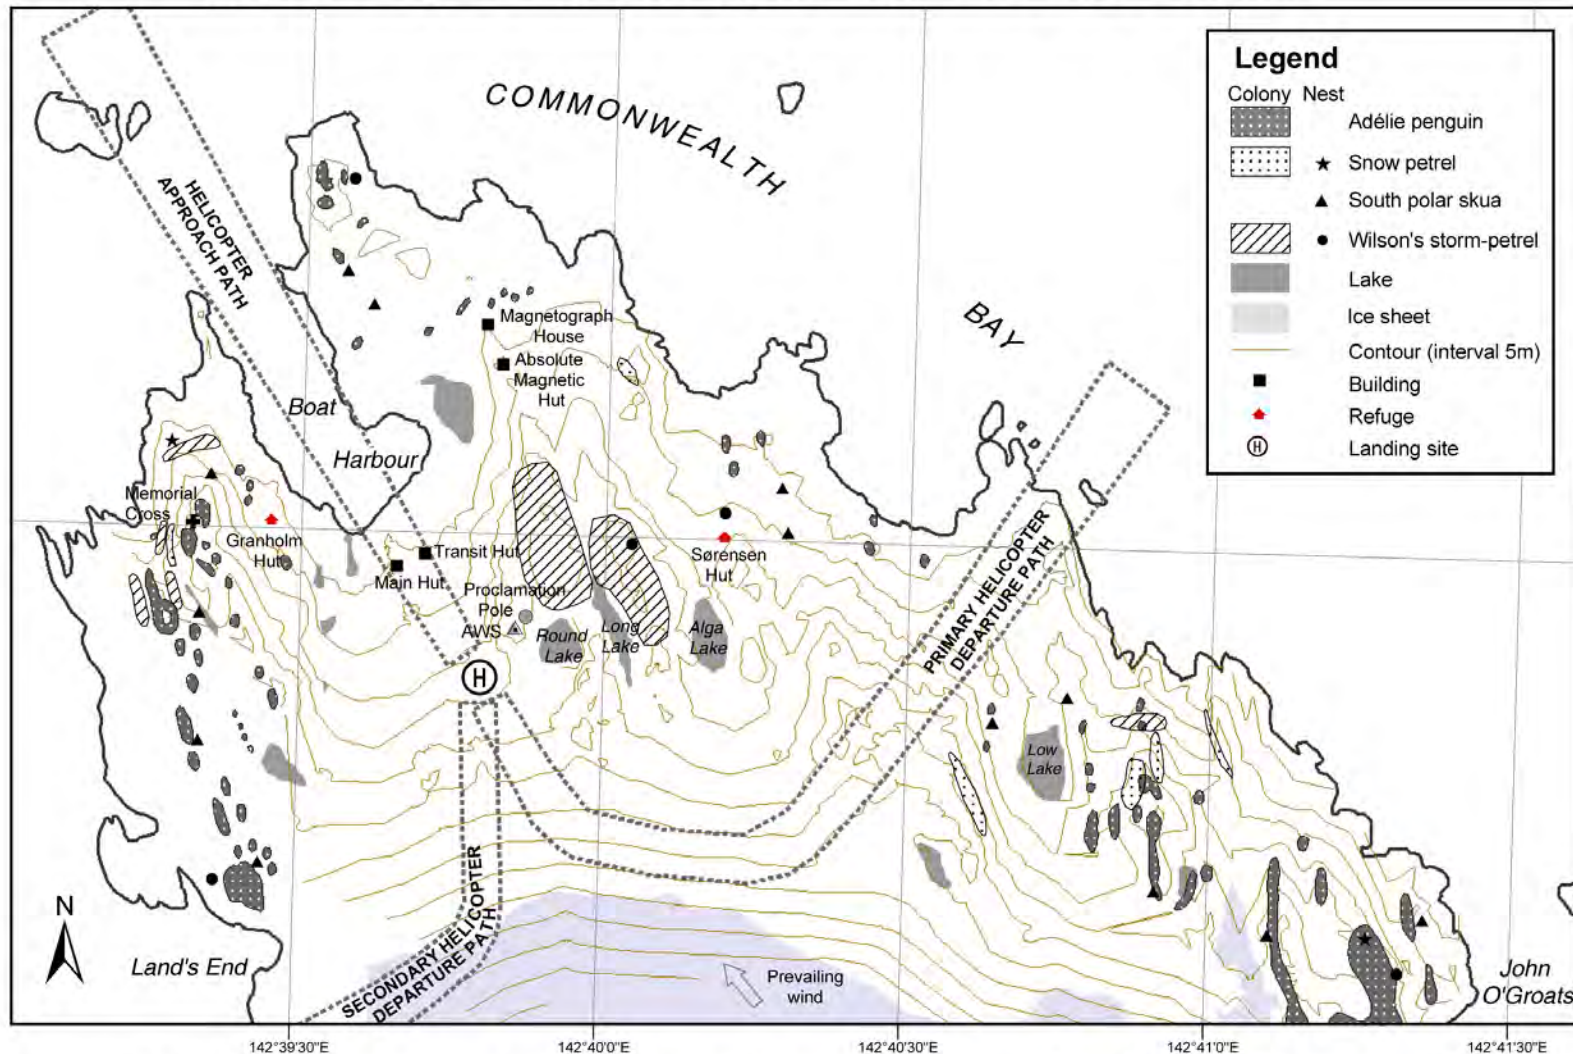 COMMONWEALTH
BAY
Legend
Colony Nest
Adélie penguin
Snow petrel
South polar skua
Wilson's storm-petrel
Lake
Ice sheet
Contour (interval 5m)
Building
Refuge
H Landing site
HELICOPTER
APPROACH PATH
Magnetograph
House
Absolute
Magnetic
Hut
Boat
Harbour
Memorial
Cross
Granholm
Hut
Transit Hut
Main Hut
Proclamation
Pole
AWS
Round
Lake
Long
Lake
Alga
Lake
Sørensen
Hut
H
PRIMARY HELICOPTER
DEPARTURE PATH
Low
Lake
SECONDARY HELICOPTER
DEPARTURE PATH
N
Land's End
Prevailing
wind
John
O'Groats
142°39'30"E
142°40'0"E
142°40'30"E
142°41'0"E
142°41'30"E